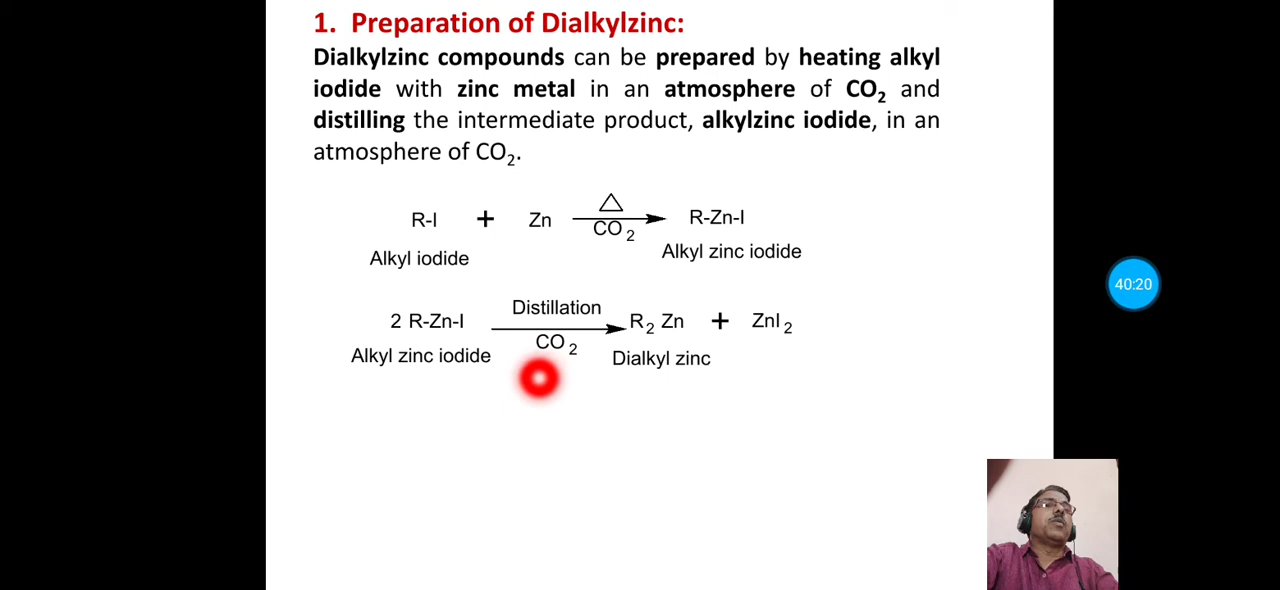 1. Preparation of Dialkylzinc:
Dialkylzinc compounds can be prepared by heating alkyl
iodide with zinc metal in an atmosphere of CO2 and
distilling the intermediate product, alkylzinc iodide, in an
atmosphere of CO2.
R-I + Zn △ CO2 R-Zn-I
Alkyl iodide Alkyl zinc iodide
2 R-Zn-I Distillation CO2 R2 Zn + ZnI2
Alkyl zinc iodide Dialkyl zinc
40:20